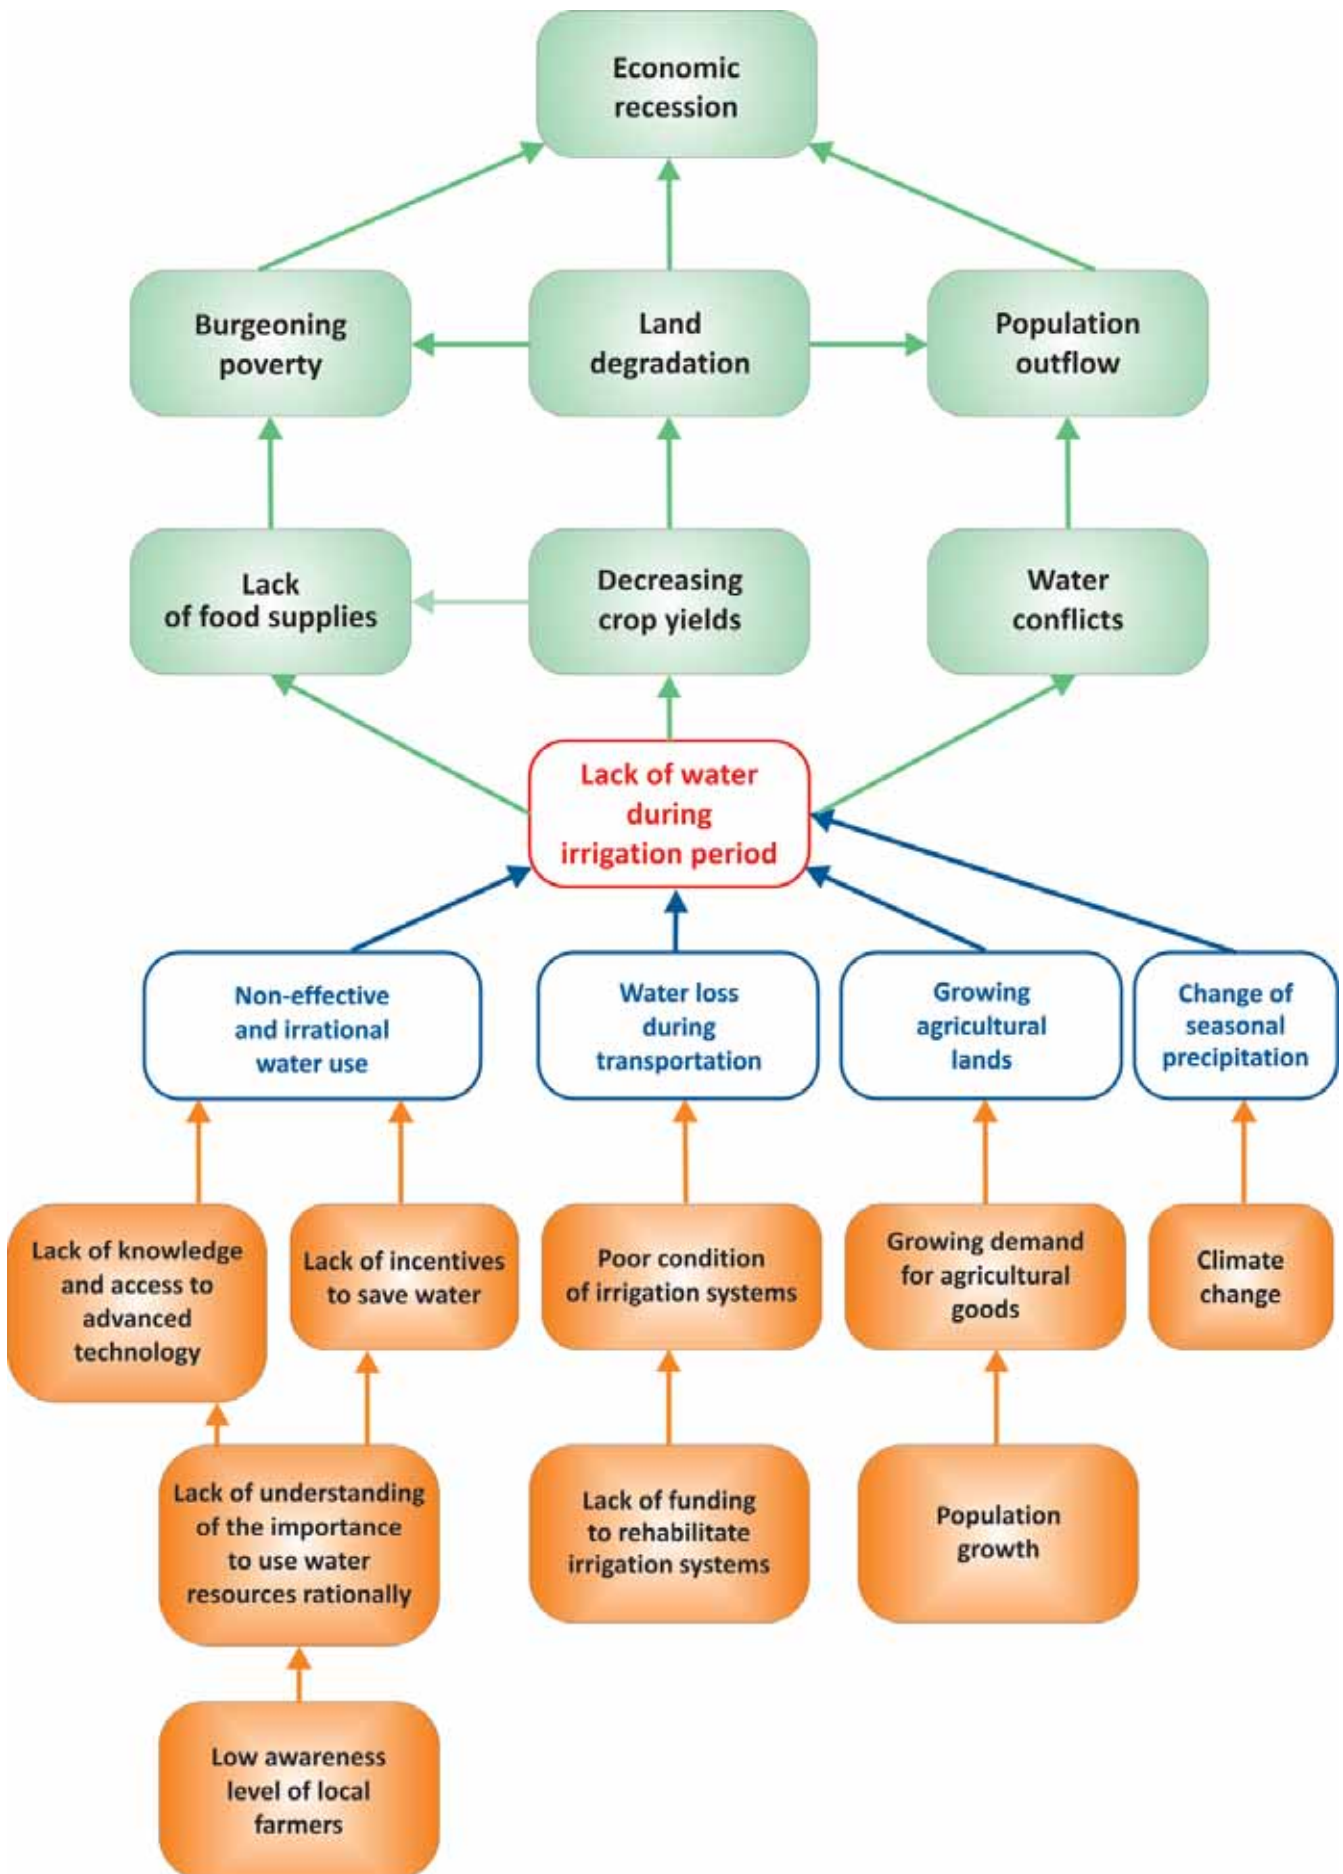 Economic
recession
Burgeoning
poverty
Land
degradation
Population
outflow
Lack
of food supplies
Decreasing
crop yields
Water
conflicts
Lack of water
during
irrigation period
Non-effective
and irrational
water use
Water loss
during
transportation
Growing
agricultural
lands
Change of
seasonal
precipitation
Lack of knowledge
and access to
advanced
technology
Lack of incentives
to save water
Poor condition
of irrigation systems
Growing demand
for agricultural
goods
Climate
change
Lack of understanding
of the importance
to use water
resources rationally
Lack of funding
to rehabilitate
irrigation systems
Population
growth
Low awareness
level of local
farmers